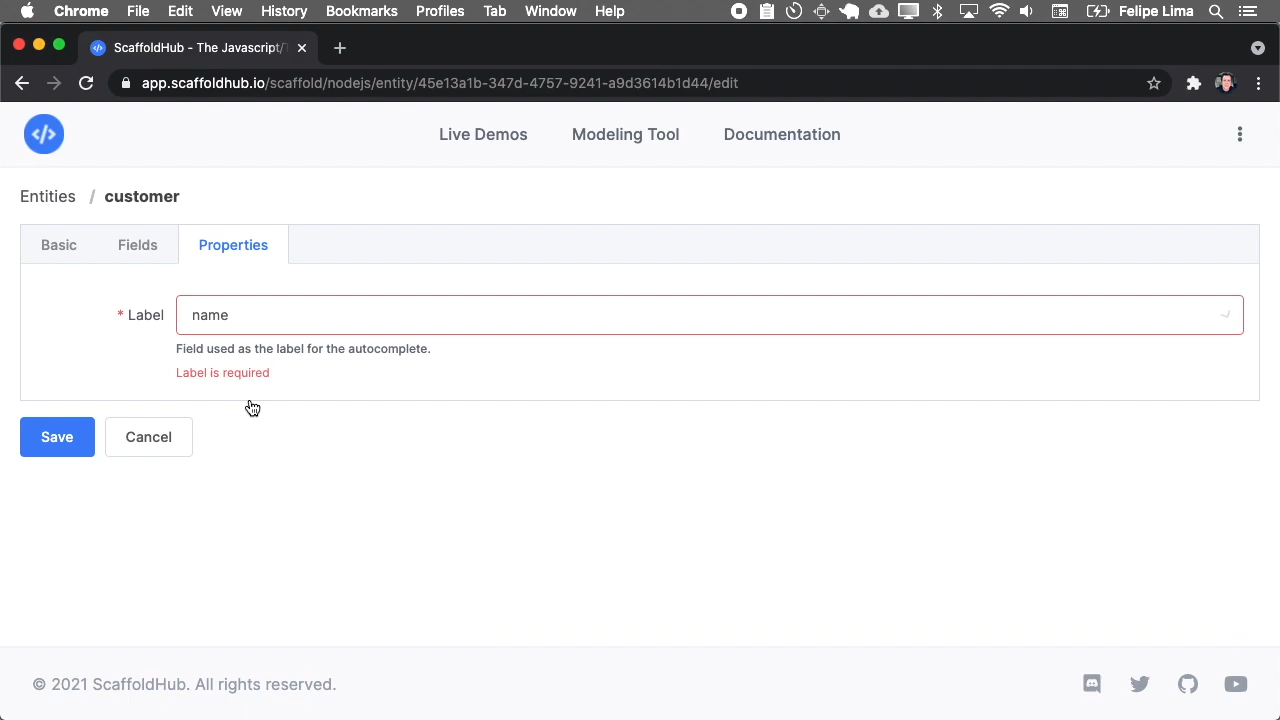 Chrome File Edit View History Bookmarks Profiles Tab Window Help Felipe Lima
ScaffoldHub - The Javascript/
app.scaffoldhub.io/scaffold/nodejs/entity/45e13a1b-347d-4757-9241-a9d3614b1d44/edit
</> Live Demos Modeling Tool Documentation
Entities / customer
Basic Fields Properties
* Label name
Field used as the label for the autocomplete.
Label is required
Save Cancel
© 2021 ScaffoldHub. All rights reserved.